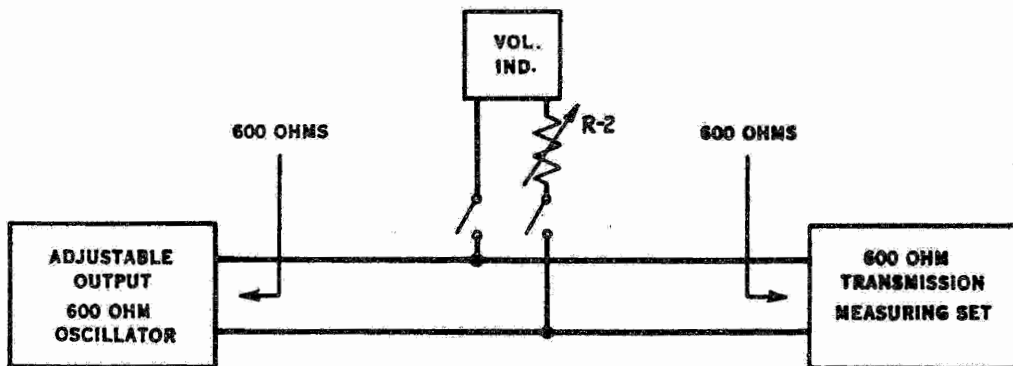 VOL.
IND.
R-2
600 OHMS
600 OHMS
ADJUSTABLE
OUTPUT
600 OHM
OSCILLATOR
600 OHM
TRANSMISSION
MEASURING SET